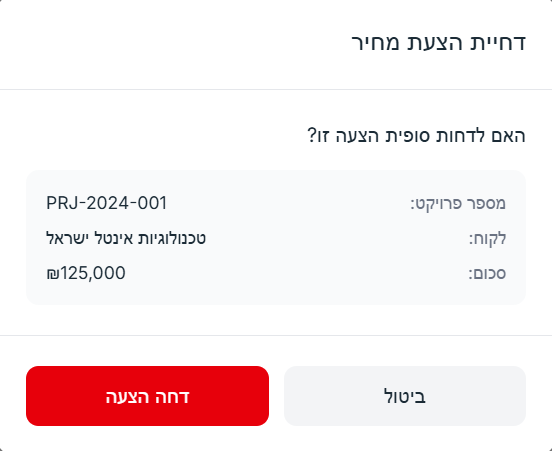 דחיית הצעת מחיר
האם לדחות סופית הצעה זו?
מספר פרויקט: PRJ-2024-001
לקוח: טכנולוגיות אינטל ישראל
סכום: ₪125,000
ביטול
דחה הצעה